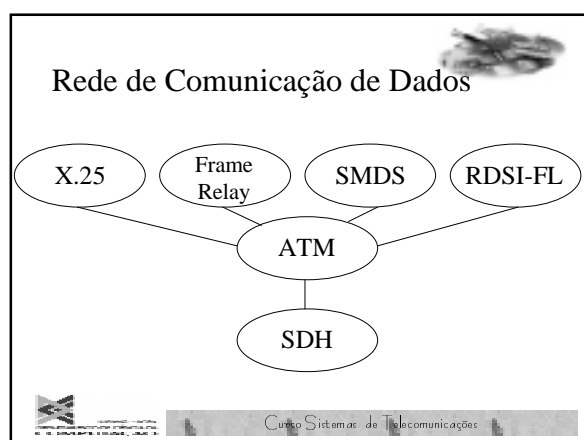 Rede de Comunicação de Dados
X.25
Frame
Relay
SMDS
RDSI-FL
ATM
SDH
Curso Sistemas de Telecomunicações